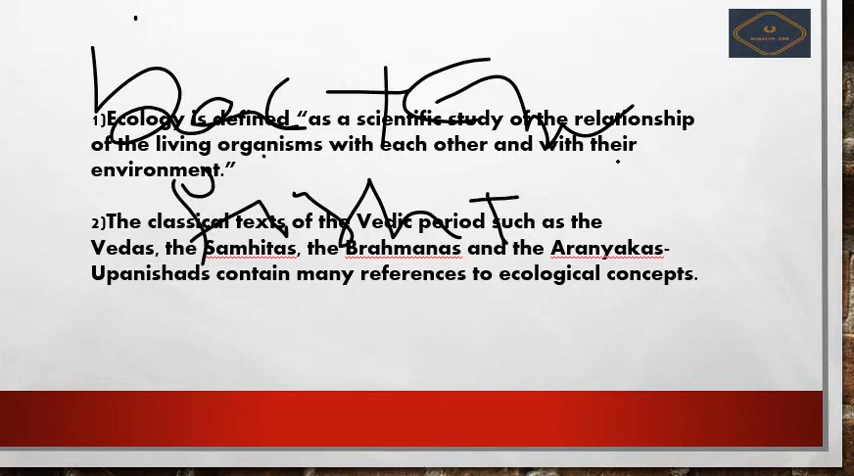 1)Ecology is defined “as a scientific study of the relationship
of the living organisms with each other and with their
environment.”
2)The classical texts of the Vedic period such as the
Vedas, the Samhitas, the Brahmanas and the Aranyakas-
Upanishads contain many references to ecological concepts.